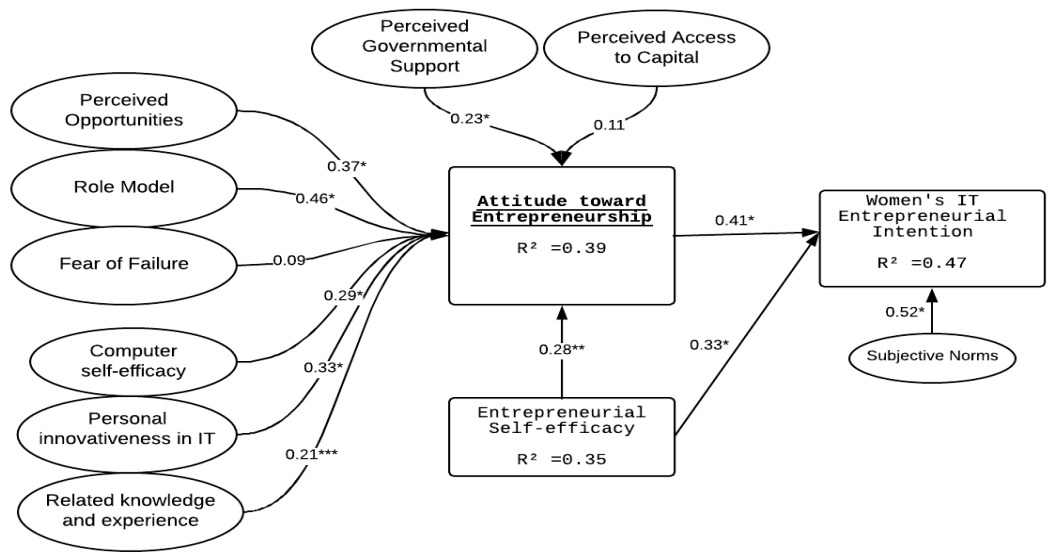 Perceived
Governmental
Support
Perceived Access
to Capital
Perceived
Opportunities
0.23*
0.11
0.37*
Role Model
0.46*
Attitude toward
Entrepreneurship
R² =0.39
0.41*
Women's IT
Entrepreneurial
Intention
R² =0.47
Fear of Failure
0.09
0.29*
0.52*
Computer
self-efficacy
0.28**
0.33*
Subjective Norms
0.33*
Personal
innovativeness in IT
Entrepreneurial
Self-efficacy
R² =0.35
0.21***
Related knowledge
and experience